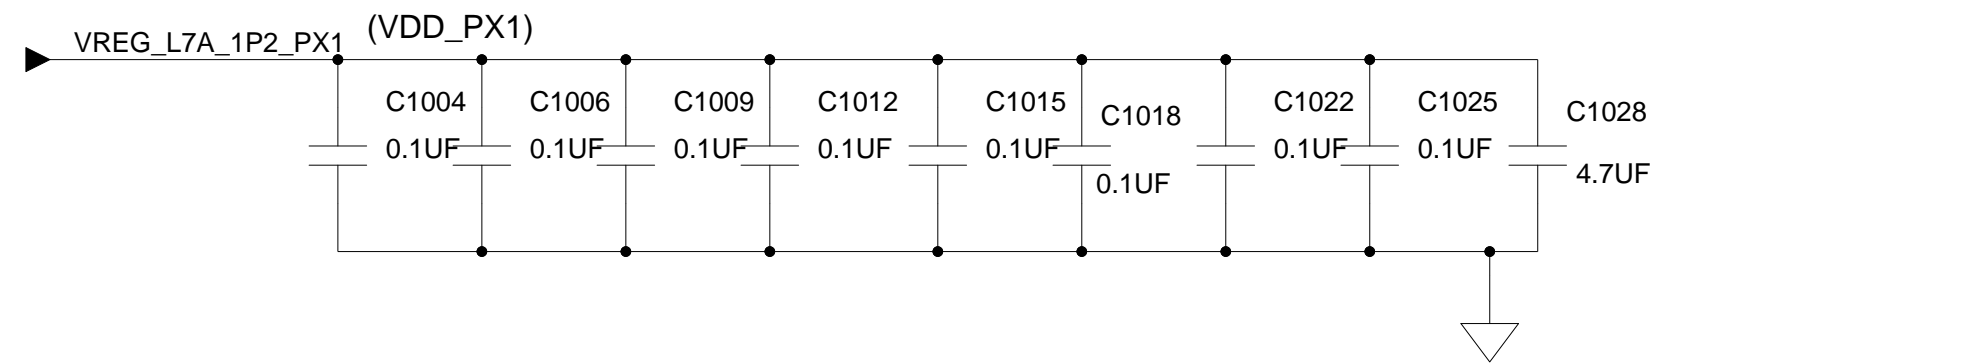 (VDD_PX1)
VREG_L7A_1P2_PX1
C1004
0.1UF
C1006
0.1UF
C1009
0.1UF
C1012
0.1UF
C1015
0.1UF
C1018
0.1UF
C1022
0.1UF
C1025
0.1UF
C1028
4.7UF